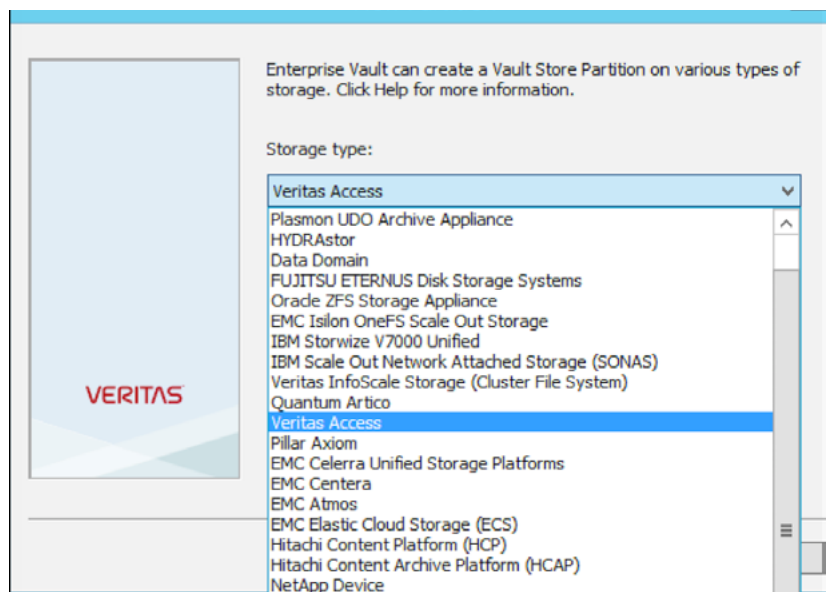 Enterprise Vault can create a Vault Store Partition on various types of
storage. Click Help for more information.
Storage type:
Veritas Access
Plasmon UDO Archive Appliance
HYDRAstor
Data Domain
FUJITSU ETERNUS Disk Storage Systems
Oracle ZFS Storage Appliance
EMC Isilon OneFS Scale Out Storage
IBM Storwize V7000 Unified
IBM Scale Out Network Attached Storage (SONAS)
Veritas InfoScale Storage (Cluster File System)
Quantum Artico
Veritas Access
Pillar Axiom
EMC Celerra Unified Storage Platforms
EMC Centera
EMC Atmos
EMC Elastic Cloud Storage (ECS)
Hitachi Content Platform (HCP)
Hitachi Content Archive Platform (HCAP)
NetApp Device
VERITAS